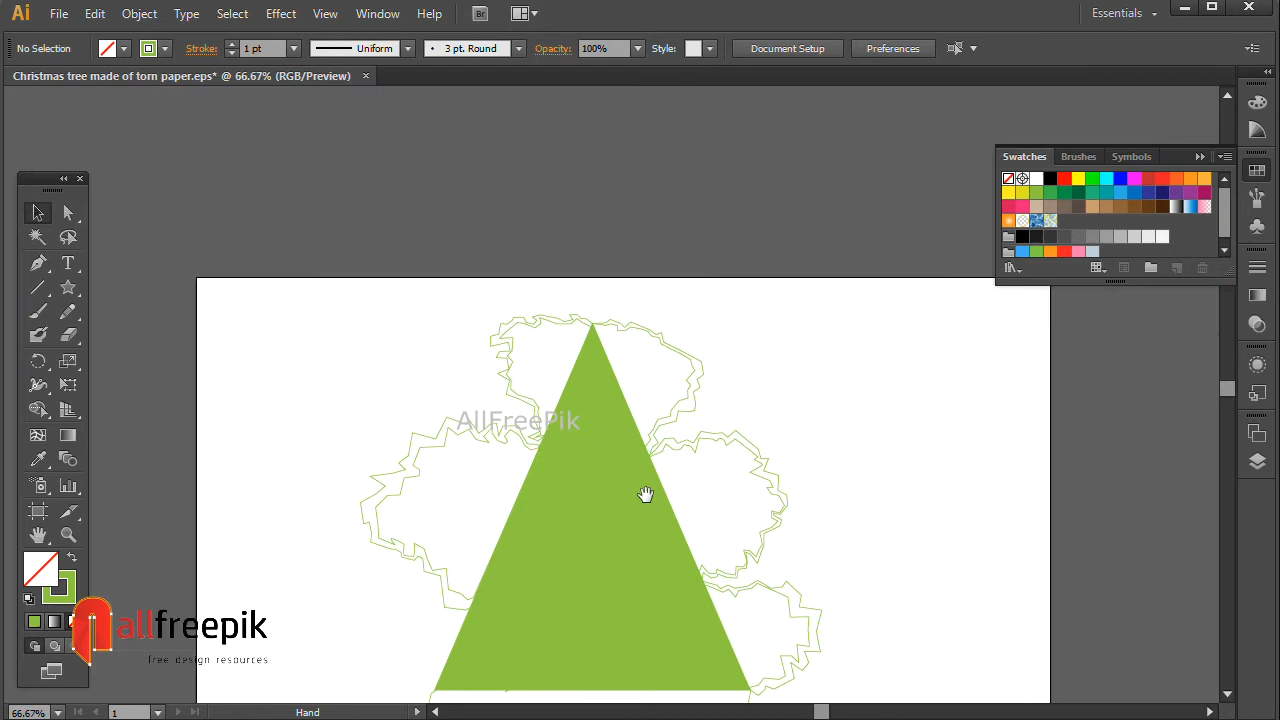 Ai File Edit Object Type Select Effect View Window Help Br Essentials
No Selection Stroke: 1 pt Uniform 3 pt. Round Opacity: 100% Style: Document Setup Preferences
Christmas tree made of torn paper.eps* @ 66.67% (RGB/Preview)
Swatches Brushes Symbols
AllFreePik
allfreepik
free design resources
66.67% 1 Hand